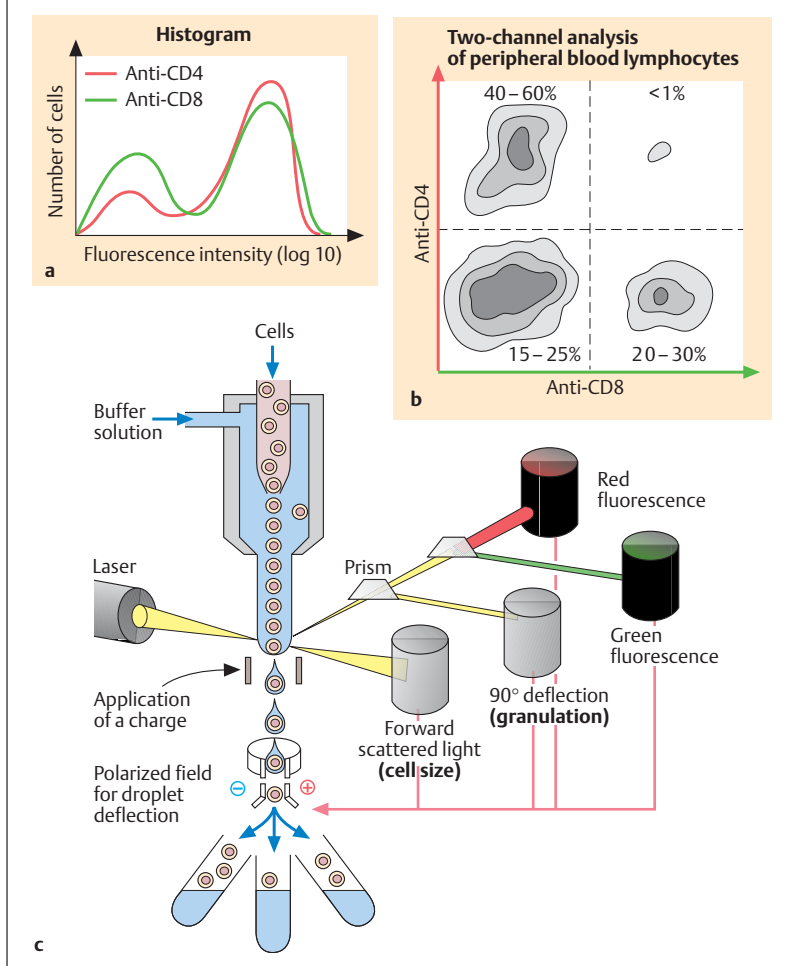 Histogram
Anti-CD4
Anti-CD8
Number of cells
Fluorescence intensity (log 10)
a
Two-channel analysis
of peripheral blood lymphocytes
40–60%
<1%
Anti-CD4
15–25%
20–30%
Anti-CD8
b
Cells
Buffer
solution
Red
fluorescence
Laser
Prism
Green
fluorescence
Application
of a charge
90° deflection
(granulation)
Forward
scattered light
(cell size)
Polarized field
for droplet
deflection
−
+
c